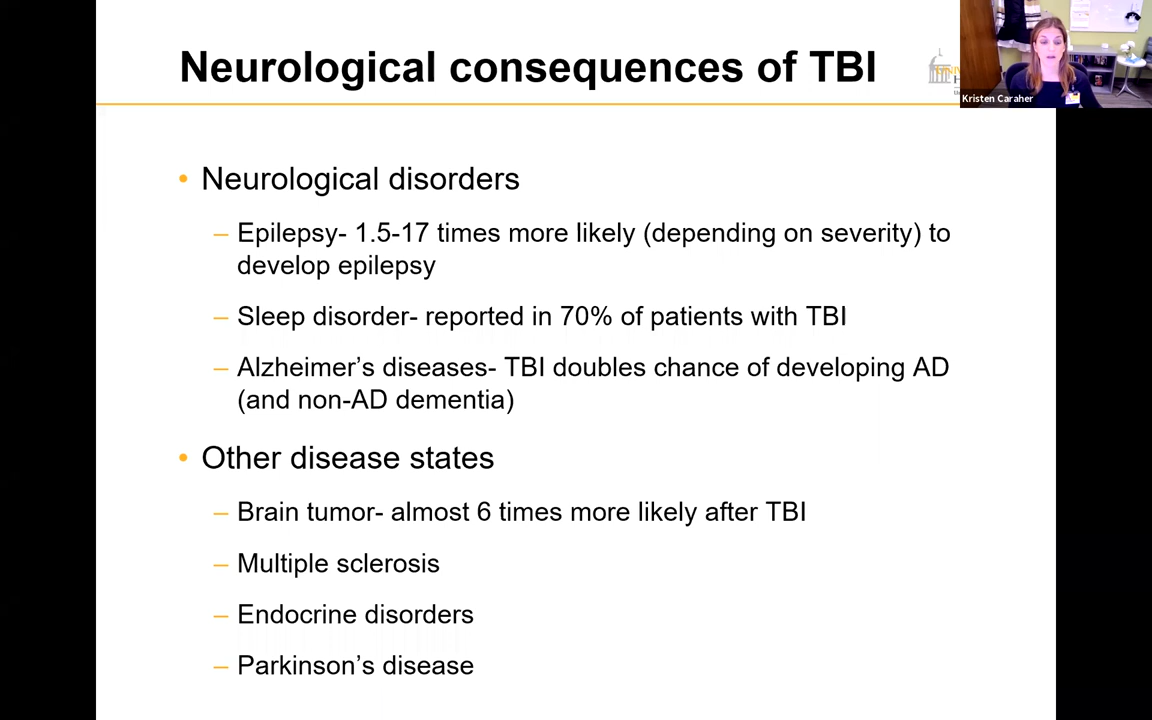 Neurological consequences of TBI
Kristen Caraher
• Neurological disorders
– Epilepsy- 1.5-17 times more likely (depending on severity) to
develop epilepsy
– Sleep disorder- reported in 70% of patients with TBI
– Alzheimer’s diseases- TBI doubles chance of developing AD
(and non-AD dementia)
• Other disease states
– Brain tumor- almost 6 times more likely after TBI
– Multiple sclerosis
– Endocrine disorders
– Parkinson’s disease